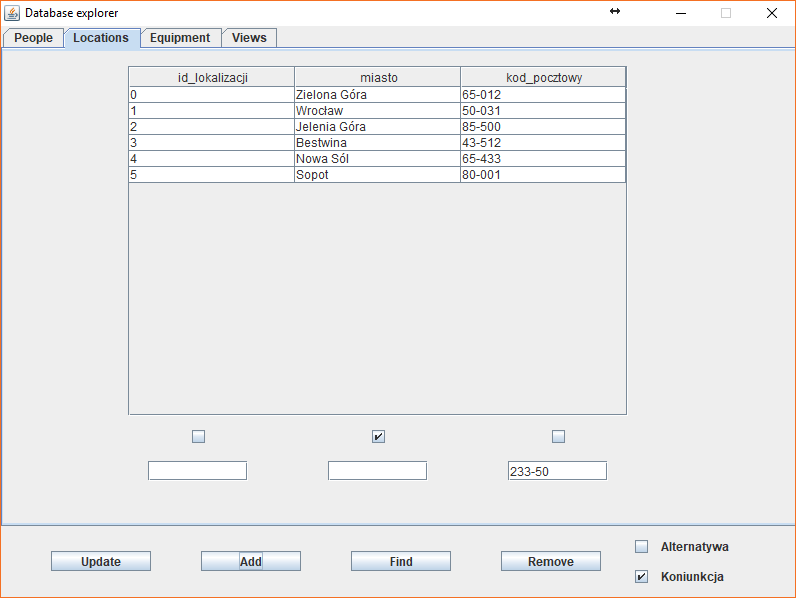 Database explorer
People Locations Equipment Views
id_lokalizacji miasto kod_pocztowy
0 Zielona Góra 65-012
1 Wrocław 50-031
2 Jelenia Góra 85-500
3 Bestwina 43-512
4 Nowa Sól 65-433
5 Sopot 80-001
233-50
Alternatywa
Update Add Find Remove
Koniunkcja